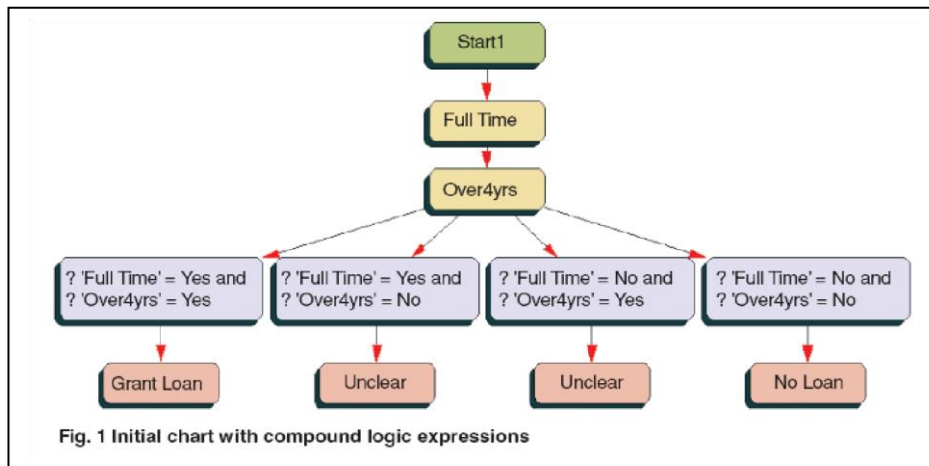 Start1
Full Time
Over4yrs
? 'Full Time' = Yes and
? 'Over4yrs' = Yes
? 'Full Time' = Yes and
? 'Over4yrs' = No
? 'Full Time' = No and
? 'Over4yrs' = Yes
? 'Full Time' = No and
? 'Over4yrs' = No
Grant Loan
Unclear
Unclear
No Loan
Fig. 1 Initial chart with compound logic expressions